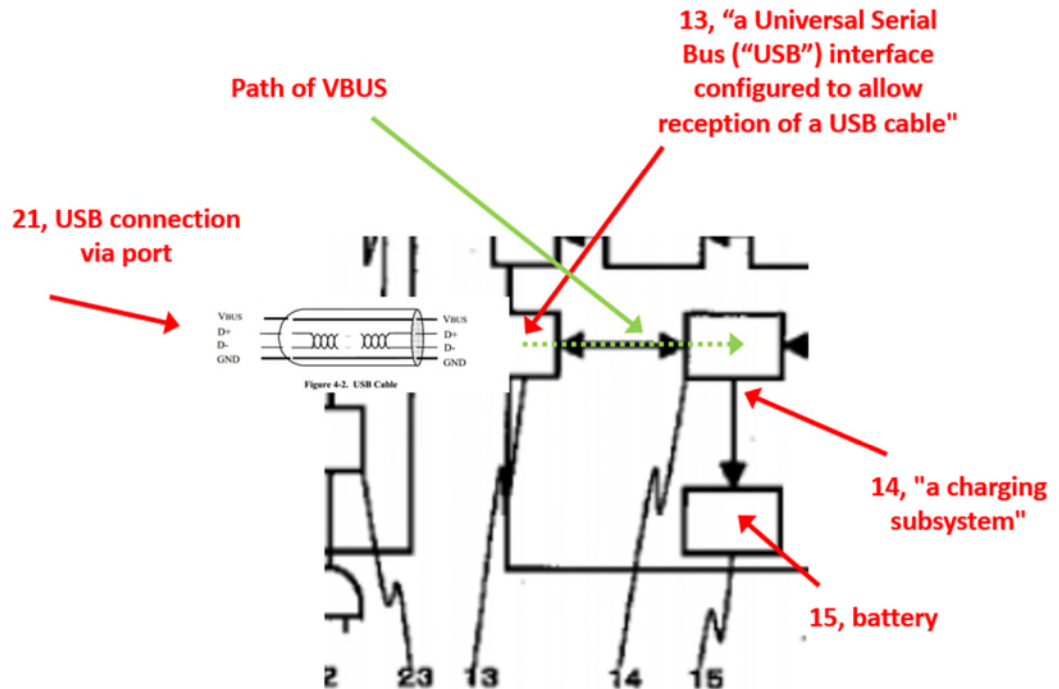 13, “a Universal Serial
Bus (“USB”) interface
configured to allow
reception of a USB cable"
Path of VBUS
21, USB connection
via port
VBUS
D+
D-
GND
VBUS
D+
D-
GND
Figure 4-2. USB Cable
14, "a charging
subsystem"
15, battery
2 23 13 14 15